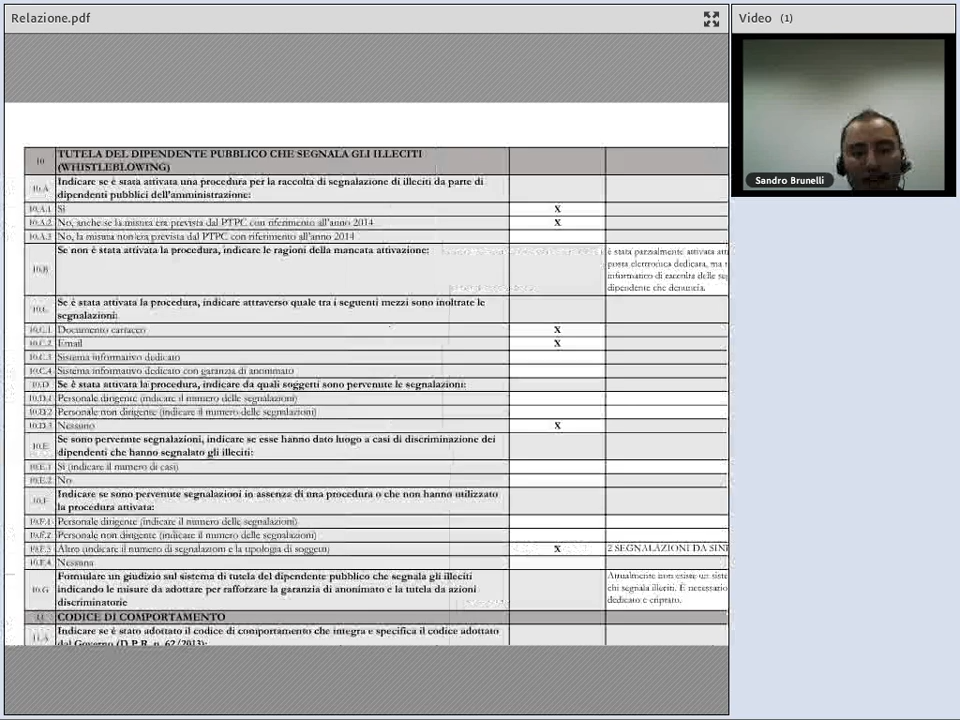 Relazione.pdf
Video (1)
Sandro Brunelli
10 TUTELA DEL DIPENDENTE PUBBLICO CHE SEGNALA GLI ILLECITI
(WHISTLEBLOWING)
10.A Indicare se è stata attivata una procedura per la raccolta di segnalazione di illeciti da parte di
dipendenti pubblici dell'amministrazione:
10.A.1 Sì X
10.A.2 No, anche se la misura era prevista dal PTPC con riferimento all'anno 2014 X
10.A.3 No, la misura non era prevista dal PTPC con riferimento all'anno 2014
10.B Se non è stata attivata la procedura, indicare le ragioni della mancata attivazione:
è stata parzialmente attivata
posta elettronica dedicata, ma
informatico di raccolta delle
dipendente che denuncia.
10.C Se è stata attivata la procedura, indicare attraverso quale tra i seguenti mezzi sono inoltrate le
segnalazioni:
10.C.1 Documento cartaceo X
10.C.2 Email X
10.C.3 Sistema informativo dedicato
10.C.4 Sistema informativo dedicato con garanzia di anonimato
10.D Se è stata attivata la procedura, indicare da quali soggetti sono pervenute le segnalazioni:
10.D.1 Personale dirigente (indicare il numero delle segnalazioni)
10.D.2 Personale non dirigente (indicare il numero delle segnalazioni)
10.D.3 Nessuno X
10.E Se sono pervenute segnalazioni, indicare se esse hanno dato luogo a casi di discriminazione dei
dipendenti che hanno segnalato gli illeciti:
10.E.1 Sì (indicare il numero di casi)
10.E.2 No
10.F Indicare se sono pervenute segnalazioni in assenza di una procedura o che non hanno utilizzato
la procedura attivata:
10.F.1 Personale dirigente (indicare il numero delle segnalazioni)
10.F.2 Personale non dirigente (indicare il numero delle segnalazioni)
10.F.3 Altro (indicare il numero di segnalazioni e la tipologia di soggetti) X 2 SEGNALAZIONI DA
10.F.4 Nessuna
10.G Formulare un giudizio sul sistema di tutela del dipendente pubblico che segnala gli illeciti
indicando le misure da adottare per rafforzare la garanzia di anonimato e la tutela da azioni
discriminatorie
Attualmente non esiste un
chi segnala illeciti. È necessario
dedicato e criptato.
11 CODICE DI COMPORTAMENTO
11.A Indicare se è stato adottato il codice di comportamento che integra e specifica il codice adottato
dal Governo (D.P.R. n. 62/2013):